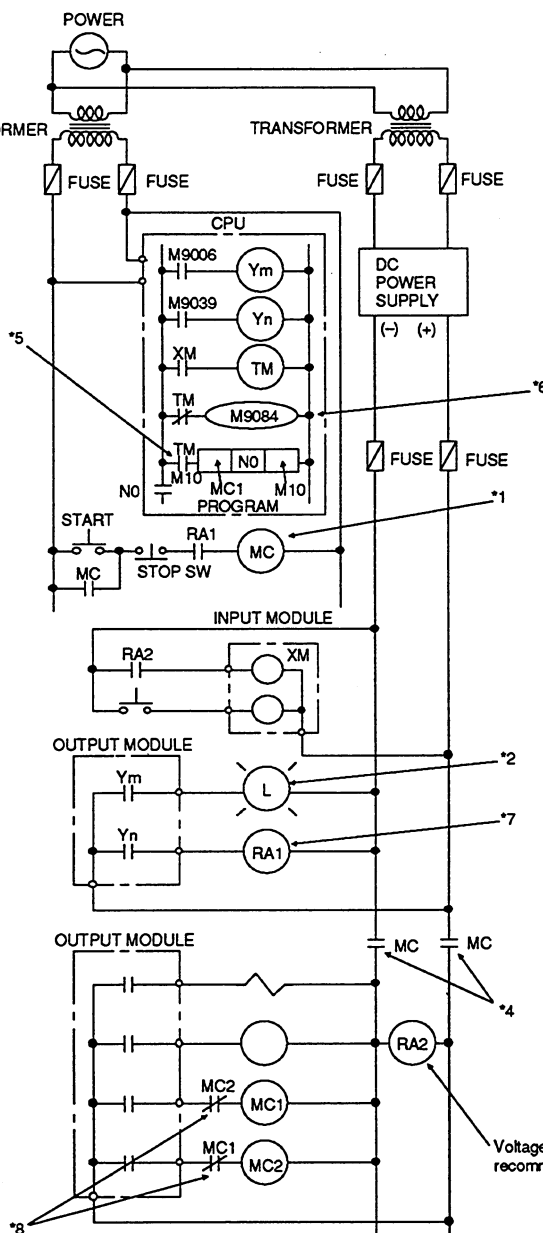 POWER
ORMER
TRANSFORMER
FUSE
FUSE
FUSE
FUSE
CPU
M9006
Ym
M9039
Yn
XM
TM
TM
M9084
TM
M10
N0
N0
MC1
M10
PROGRAM
*5
*6
DC
POWER
SUPPLY
(-) (+)
FUSE
FUSE
START
MC
STOP SW
RA1
MC
*1
INPUT MODULE
RA2
XM
OUTPUT MODULE
Ym
L
*2
Yn
RA1
*7
OUTPUT MODULE
MC
MC
*4
RA2
MC2
MC1
MC1
MC2
*8
Voltage
recomm